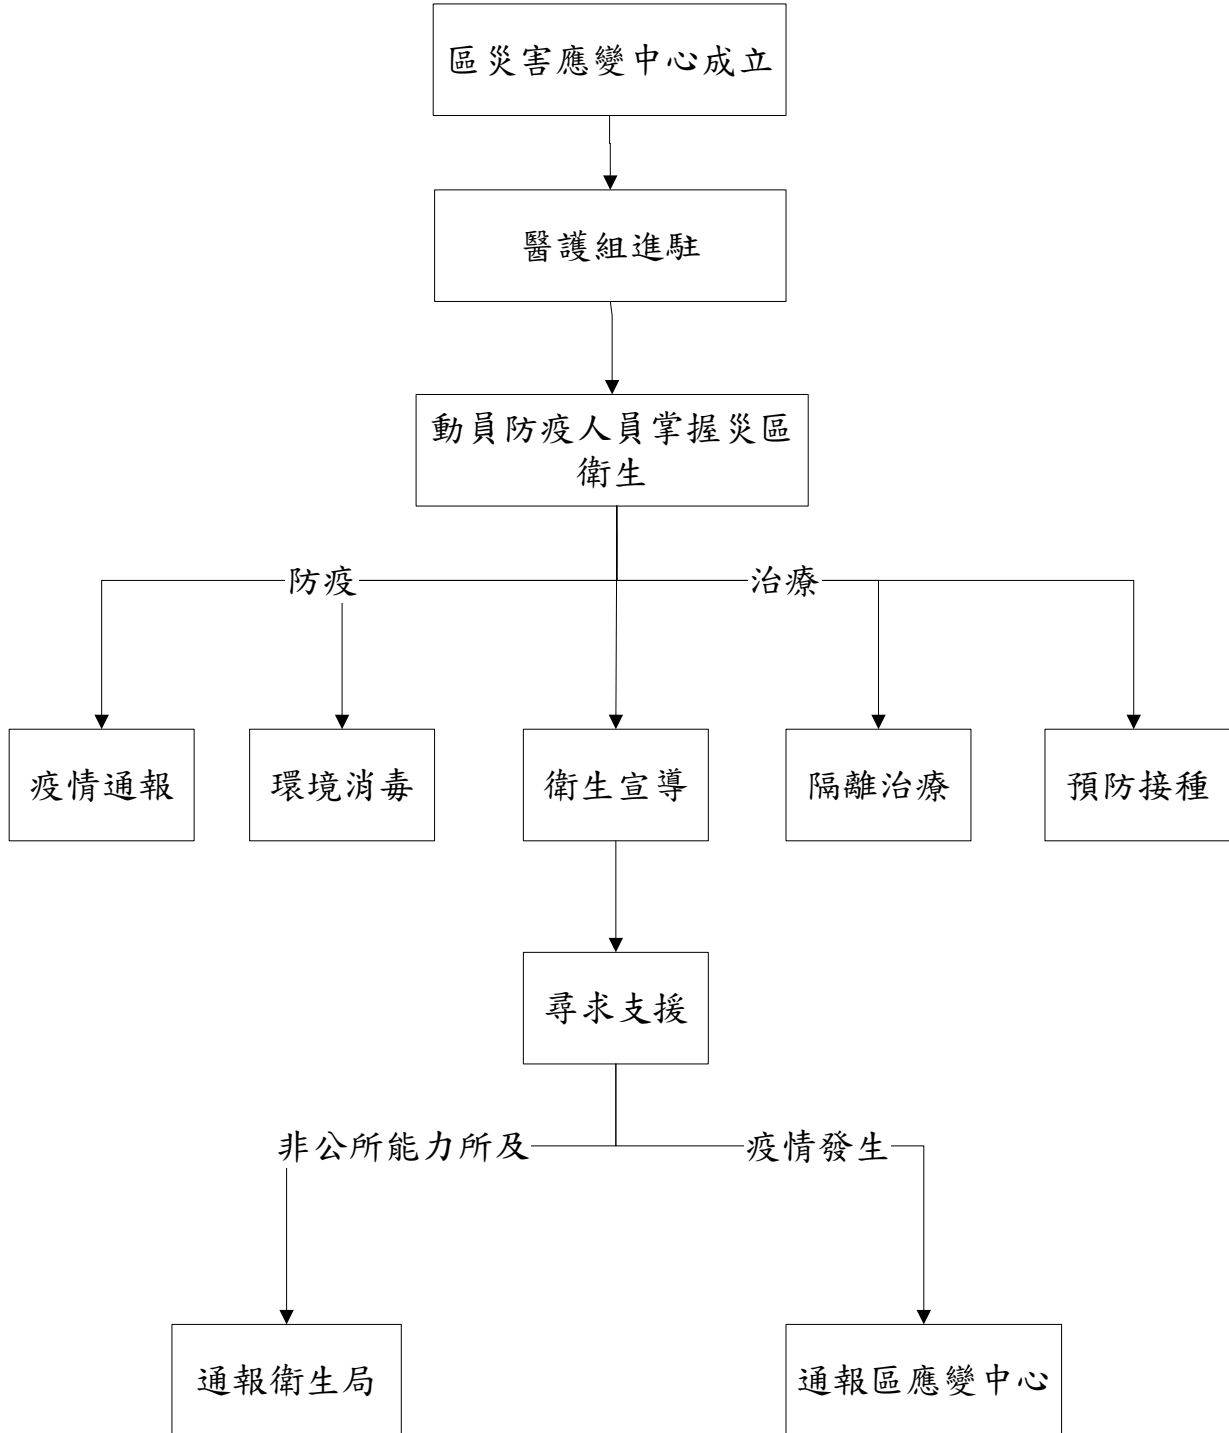 區災害應變中心成立
醫護組進駐
動員防疫人員掌握災區
衛生
防疫
治療
疫情通報
環境消毒
衛生宣導
隔離治療
預防接種
尋求支援
非公所能力所及
疫情發生
通報衛生局
通報區應變中心